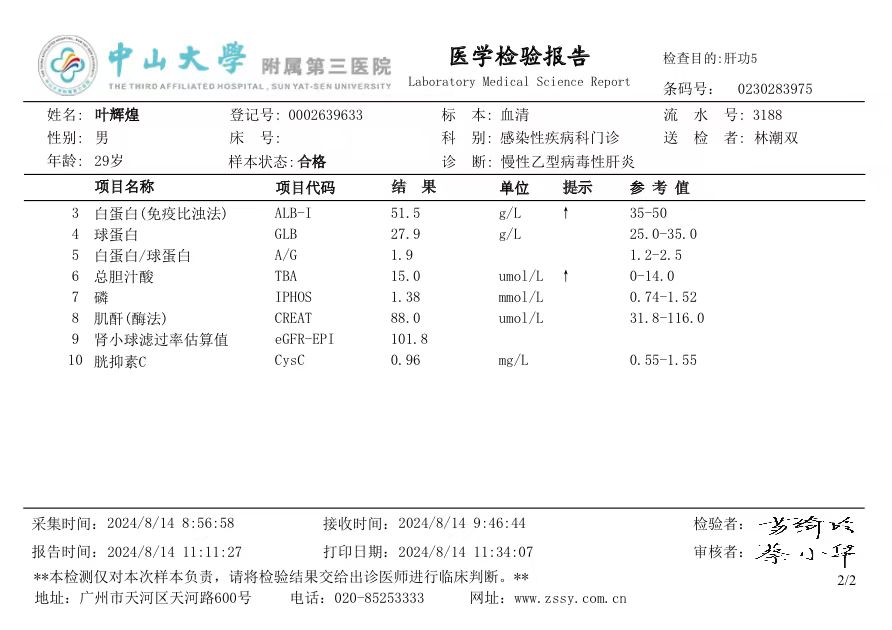 中山大学 附属第三医院
THE THIRD AFFILIATED HOSPITAL, SUN YAT-SEN UNIVERSITY
医学检验报告
Laboratory Medical Science Report
检查目的:肝功5
条码号: 0230283975
姓名: 叶辉煌 登记号: 0002639633 标 本: 血清 流 水 号: 3188
性别: 男 床 号: 科 别: 感染性疾病科门诊 送 检 者: 林潮双
年龄: 29岁 样本状态: 合格 诊 断: 慢性乙型病毒性肝炎
项目名称 项目代码 结 果 单位 提示 参 考 值
3 白蛋白(免疫比浊法) ALB-I 51.5 g/L ↑ 35-50
4 球蛋白 GLB 27.9 g/L 25.0-35.0
5 白蛋白/球蛋白 A/G 1.9 1.2-2.5
6 总胆汁酸 TBA 15.0 umol/L ↑ 0-14.0
7 磷 IPHOS 1.38 mmol/L 0.74-1.52
8 肌酐(酶法) CREAT 88.0 umol/L 31.8-116.0
9 肾小球滤过率估算值 eGFR-EPI 101.8
10 胱抑素C CysC 0.96 mg/L 0.55-1.55
采集时间: 2024/8/14 8:56:58 接收时间: 2024/8/14 9:46:44 检验者:
报告时间: 2024/8/14 11:11:27 打印日期: 2024/8/14 11:34:07 审核者: 蔡小华
**本检测仅对本次样本负责，请将检验结果交给出诊医师进行临床判断。**
2/2
地址: 广州市天河区天河路600号 电话: 020-85253333 网址: www.zssy.com.cn